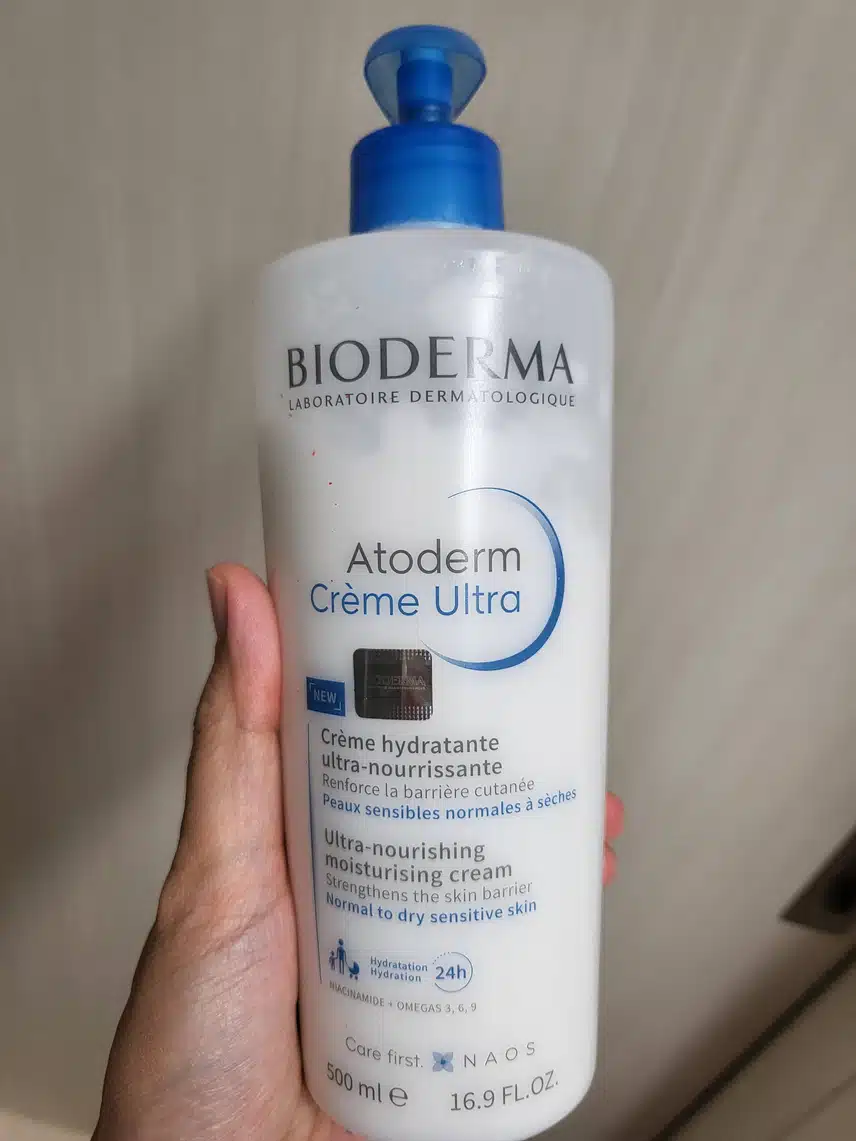 BIODERMA
LABORATOIRE DERMATOLOGIQUE
Atoderm
Crème Ultra
NEW
BIODERMA
Crème hydratante
ultra-nourrissante
Renforce la barrière cutanée
Peaux sensibles normales à sèches
Ultra-nourishing
moisturising cream
Strengthens the skin barrier
Normal to dry sensitive skin
Hydratation
Hydration
24h
NIACINAMIDE + OMEGAS 3, 6, 9
Care first. NAOS
500 ml e 16.9 FL.OZ.